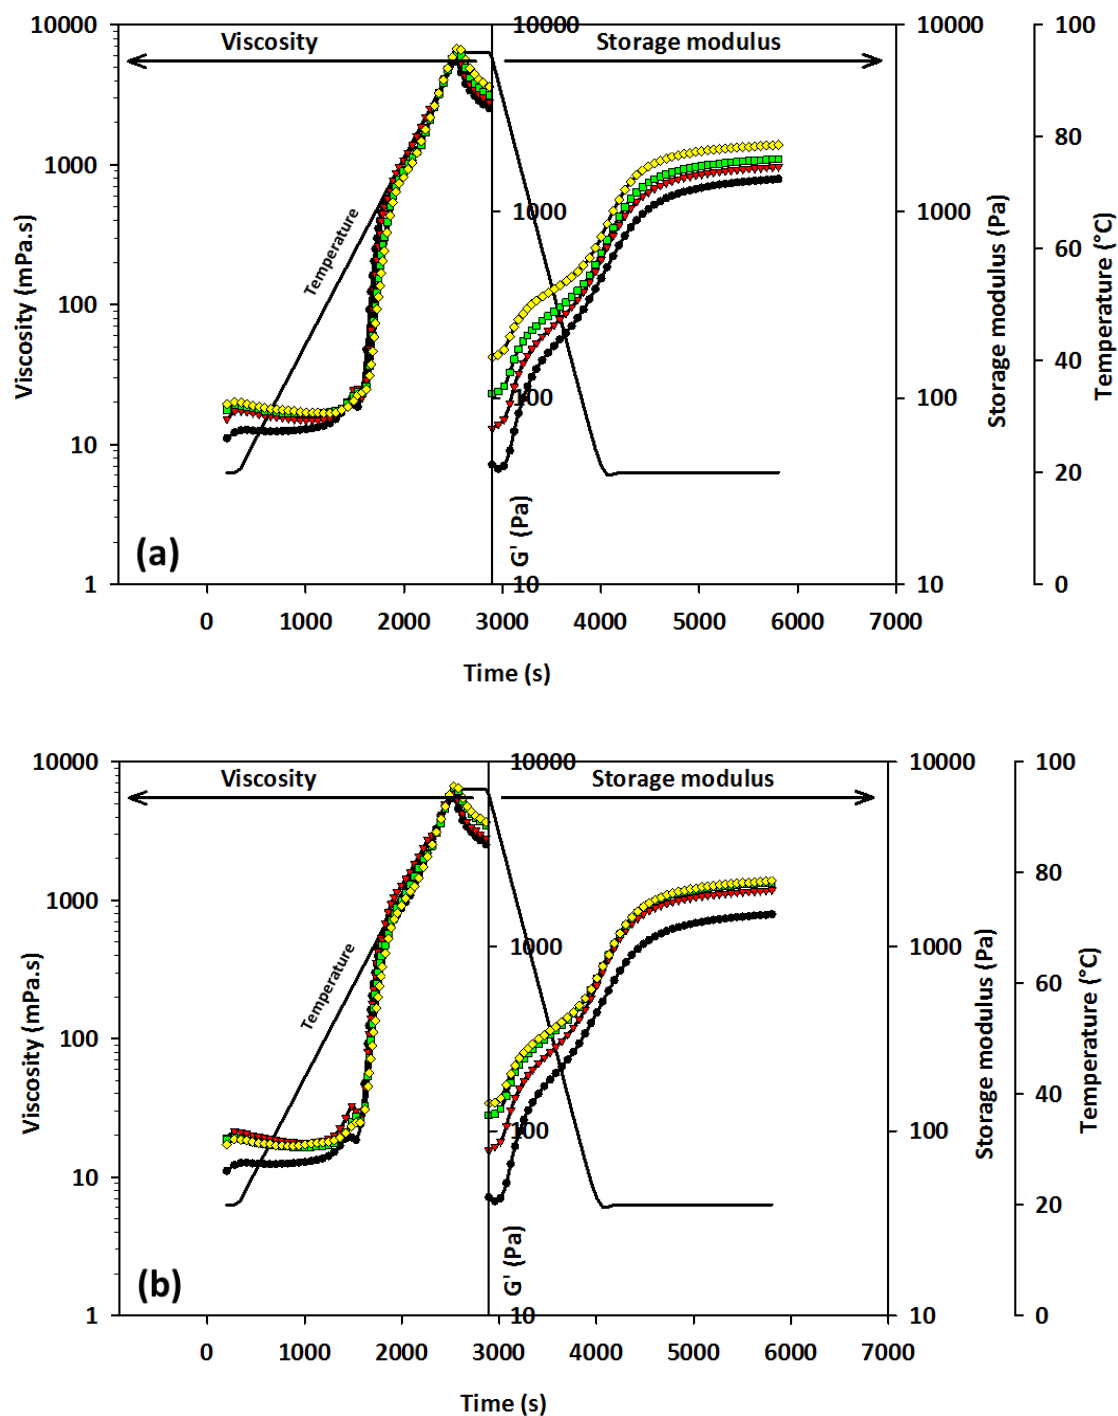 10000 10000 10000 100
Viscosity Storage modulus
80
1000 1000 1000
60
Temperature
100 100 100 40
10 20
(a)
1 10 10 0
Viscosity (mPa.s)
G' (Pa)
Storage modulus (Pa)
Temperature (°C)
0 1000 2000 3000 4000 5000 6000 7000
Time (s)
10000 10000 10000 100
Viscosity Storage modulus
80
1000 1000 1000
60
Temperature
100 100 100 40
10 20
(b)
1 10 10 0
Viscosity (mPa.s)
G' (Pa)
Storage modulus (Pa)
Temperature (°C)
0 1000 2000 3000 4000 5000 6000 7000
Time (s)